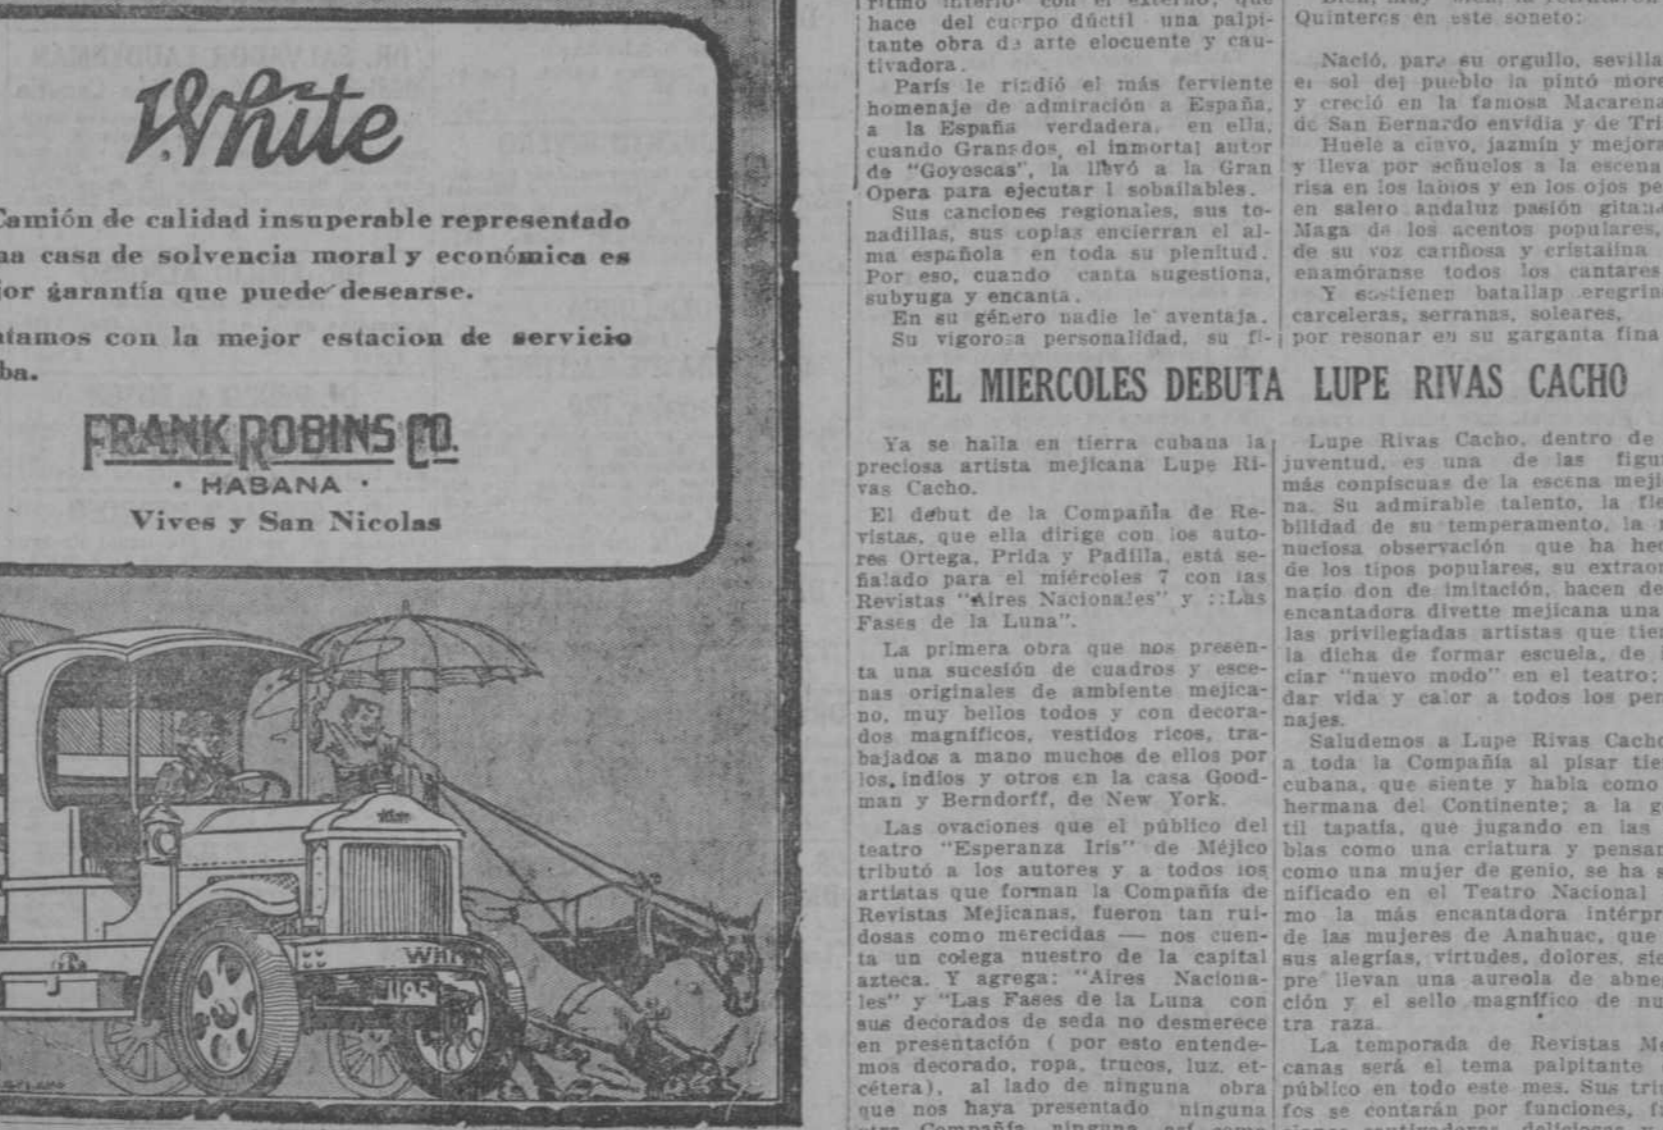 White
Camión de calidad insuperable representado
na casa de solvencia moral y económica es
jor garantía que puede desearse.
ntamos con la mejor estacion de servicio
ba.
FRANK ROBINS CO.
· HABANA ·
Vives y San Nicolas
White
WHITE
1195
ritmo interior con el externo, que
hace del cuerpo dúctil una palpi-
tante obra de arte elocuente y cau-
tivadora.
París le rindió el más ferviente
homenaje de admiración a España,
a la España verdadera, en ella,
cuando Granados, el inmortal autor
de "Goyescas", la llevó a la Gran
Opera para ejecutar l sobailables.
Sus canciones regionales, sus to-
nadillas, sus coplas encierran el al-
ma española en toda su plenitud.
Por eso, cuando canta sugestiona,
subyuga y encanta.
En su género nadie le aventaja.
Su vigorosa personalidad, su fi-
Quinteros en este soneto:
Nació, para su orgullo, sevilla
el sol del pueblo la pintó more
y creció en la famosa Macarena
de San Bernardo envidia y de Tri
Huele a clavo, jazmín y mejora
y lleva por señuelos a la escena
risa en los labios y en los ojos pe
en salero andaluz pasión gitana
Maga de los acentos populares,
de su voz cariñosa y cristalina
enamóranse todos los cantares
Y sostienen batallap eregrin
carceleras, serranas, soleares,
por resonar en su garganta fina
EL MIERCOLES DEBUTA LUPE RIVAS CACHO
Ya se halla en tierra cubana la
preciosa artista mejicana Lupe Ri-
vas Cacho.
El debut de la Compañía de Re-
vistas, que ella dirige con los auto-
res Ortega, Prida y Padilla, está se-
ñalado para el miércoles 7 con las
Revistas "Aires Nacionales" y ::Las
Fases de la Luna".
La primera obra que nos presen-
ta una sucesión de cuadros y esce-
nas originales de ambiente mejica-
no, muy bellos todos y con decora-
dos magníficos, vestidos ricos, tra-
bajados a mano muchos de ellos por
los, indios y otros en la casa Good-
man y Berndorff, de New York.
Las ovaciones que el público del
teatro "Esperanza Iris" de Méjico
tributó a los autores y a todos los
artistas que forman la Compañía de
Revistas Mejicanas, fueron tan rui-
dosas como merecidas — nos cuen-
ta un colega nuestro de la capital
azteca. Y agrega: "Aires Naciona-
les" y "Las Fases de la Luna con
sus decorados de seda no desmerece
en presentación ( por esto entende-
mos decorado, ropa, trucos, luz, et-
cétera), al lado de ninguna obra
que nos haya presentado ninguna
otra Compañía ninguna, así como
Lupe Rivas Cacho, dentro de
juventud, es una de las figur
más conpíscuas de la escena meji
na. Su admirable talento, la fle
bilidad de su temperamento, la
nuciosa observación que ha hec
de los tipos populares, su extraor
nario don de imitación, hacen de
encantadora divette mejicana una
las privilegiadas artistas que tien
la dicha de formar escuela, de
ciar "nuevo modo" en el teatro;
dar vida y calor a todos los per
najes.
Saludemos a Lupe Rivas Cacho
a toda la Compañía al pisar tie
cubana, que siente y habla como
hermana del Continente; a la g
til tapatía, que jugando en las
blas como una criatura y pensan
como una mujer de genio, se ha s
nificado en el Teatro Nacional
mo la más encantadora intérpr
de las mujeres de Anahuac, que
sus alegrías, virtudes, dolores, sie
pre llevan una aureola de abne
ción y el sello magnífico de nu
tra raza.
La temporada de Revistas Me
canas será el tema palpitante
público en todo este mes. Sus triu
fos se contarán por funciones, f